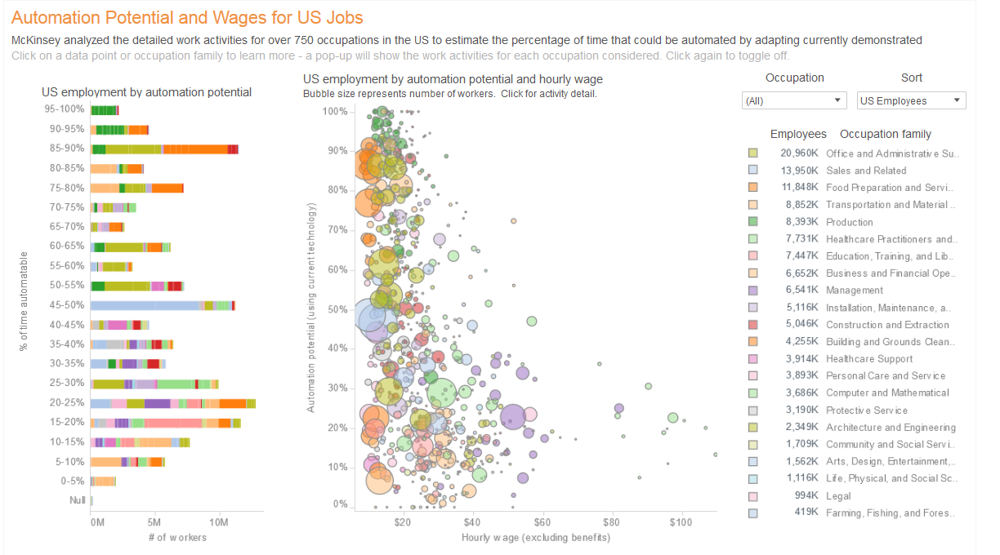 Automation Potential and Wages for US Jobs
McKinsey analyzed the detailed work activities for over 750 occupations in the US to estimate the percentage of time that could be automated by adapting currently demonstrated
Click on a data point or occupation family to learn more - a pop-up will show the work activities for each occupation considered. Click again to toggle off.
US employment by automation potential
95-100%
90-95%
85-90%
80-85%
75-80%
70-75%
65-70%
60-65%
55-60%
50-55%
45-50%
40-45%
35-40%
30-35%
25-30%
20-25%
15-20%
10-15%
5-10%
0-5%
Null
% of time automatable
0M 5M 10M
# of workers
US employment by automation potential and hourly wage
Bubble size represents number of workers. Click for activity detail.
100%
90%
80%
70%
60%
50%
40%
30%
20%
10%
0%
Automation potential (using current technology)
$20 $40 $60 $80 $100
Hourly wage (excluding benefits)
Occupation Sort
(All) US Employees
Employees Occupation family
20,960K Office and Administrative Su..
13,950K Sales and Related
11,848K Food Preparation and Servi..
8,852K Transportation and Material ..
8,393K Production
7,731K Healthcare Practitioners and..
7,447K Education, Training, and Lib..
6,652K Business and Financial Ope..
6,541K Management
5,116K Installation, Maintenance, a..
5,046K Construction and Extraction
4,255K Building and Grounds Clean..
3,914K Healthcare Support
3,893K Personal Care and Service
3,686K Computer and Mathematical
3,190K Protective Service
2,349K Architecture and Engineering
1,709K Community and Social Servi..
1,562K Arts, Design, Entertainment,..
1,116K Life, Physical, and Social Sc..
994K Legal
419K Farming, Fishing, and Fores..